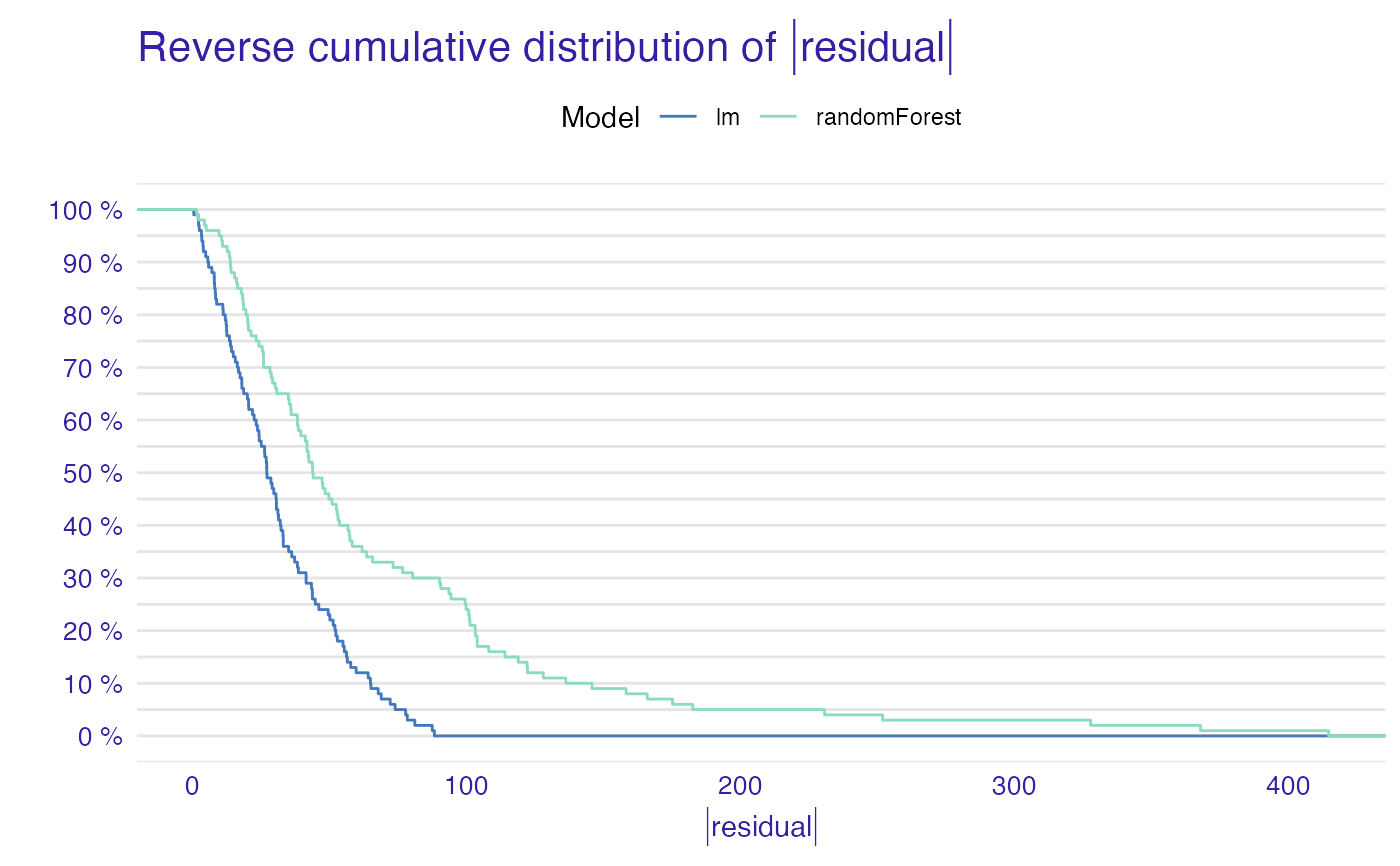 Reverse cumulative distribution of |residual|
Model lm randomForest
100 %
90 %
80 %
70 %
60 %
50 %
40 %
30 %
20 %
10 %
0 %
0 100 200 300 400
|residual|